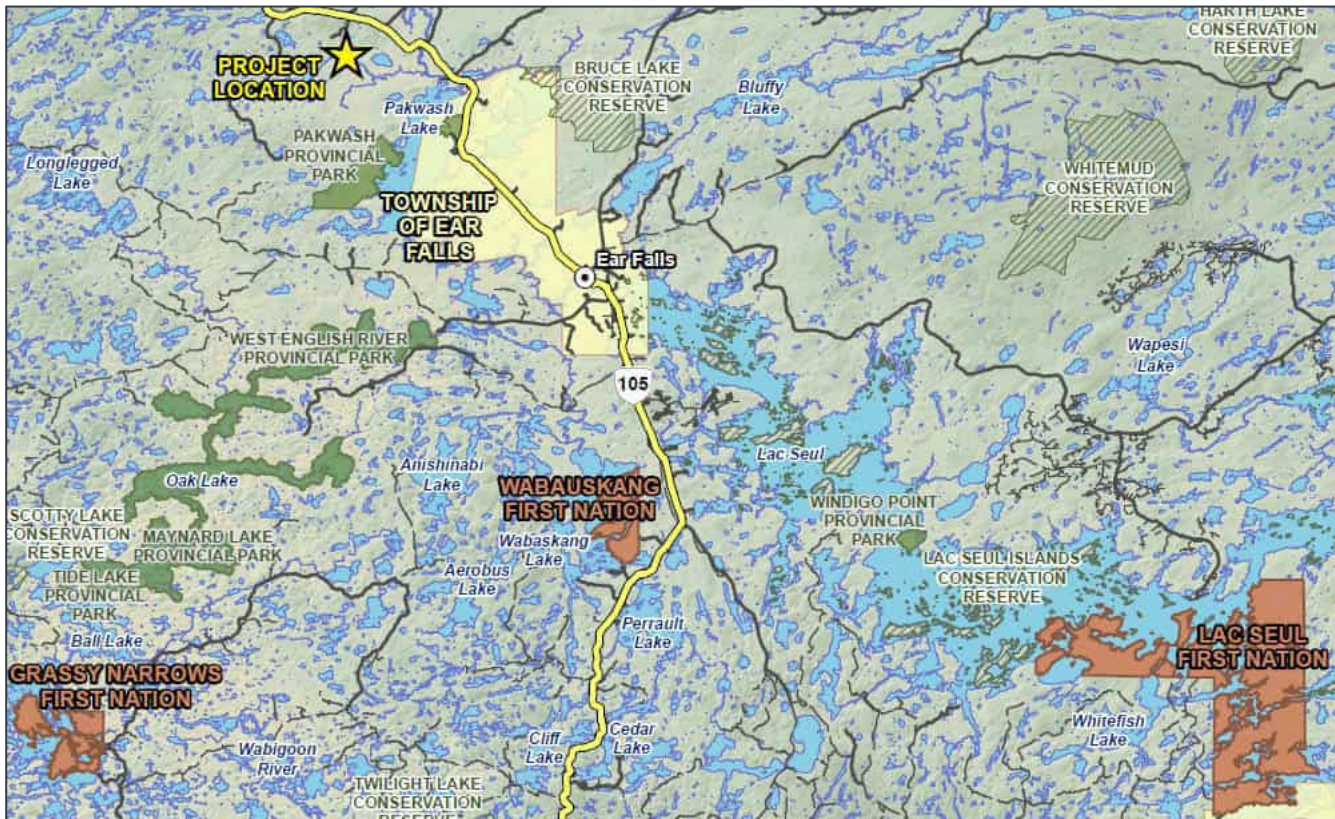 HARTH LAKE
CONSERVATION
RESERVE
PROJECT
LOCATION
BRUCE LAKE
CONSERVATION
RESERVE
Bluffy
Lake
Pakwash
Lake
PAKWASH
PROVINCIAL
PARK
Longlegged
Lake
WHITEMUD
CONSERVATION
RESERVE
TOWNSHIP
OF EAR
FALLS
Ear Falls
WEST ENGLISH RIVER
PROVINCIAL PARK
Wapesi
Lake
105
Anishinabi
Lake
Lac Seul
Oak Lake
WABAUSKANG
FIRST NATION
WINDIGO POINT
PROVINCIAL
PARK
SCOTTY LAKE
CONSERVATION
RESERVE
MAYNARD LAKE
PROVINCIAL PARK
Wabaskang
Lake
LAC SEUL ISLANDS
CONSERVATION
RESERVE
TIDE LAKE
PROVINCIAL
PARK
Aerobus
Lake
Ball Lake
Perrault
Lake
LAC SEUL
FIRST NATION
GRASSY NARROWS
FIRST NATION
Whitefish
Lake
Cliff
Lake
Cedar
Lake
Wabigoon
River
TWILIGHT LAKE
CONSERVATION
RESERVE